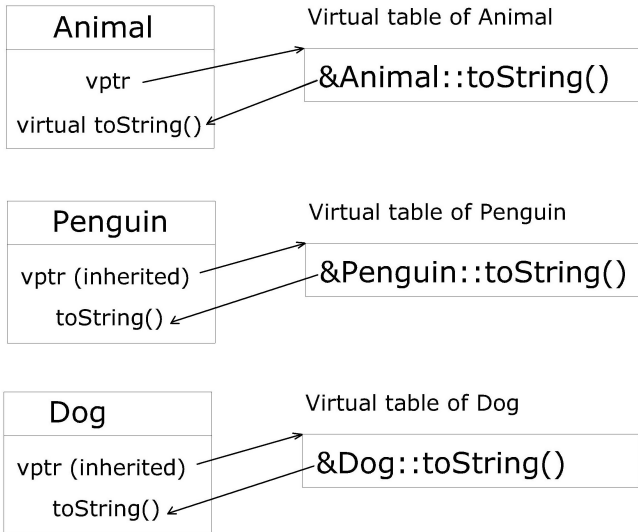 Animal
Virtual table of Animal
vptr
&Animal::toString()
virtual toString()
Penguin
Virtual table of Penguin
vptr (inherited)
&Penguin::toString()
toString()
Dog
Virtual table of Dog
vptr (inherited)
&Dog::toString()
toString()